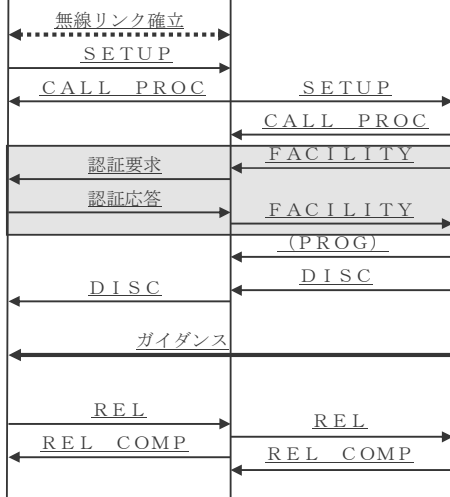 無線リンク確立
ＳＥＴＵＰ
ＣＡＬＬ　ＰＲＯＣ
ＳＥＴＵＰ
ＣＡＬＬ　ＰＲＯＣ
ＦＡＣＩＬＩＴＹ
認証要求
認証応答
ＦＡＣＩＬＩＴＹ
（ＰＲＯＧ）
ＤＩＳＣ
ＤＩＳＣ
ガイダンス
ＲＥＬ
ＲＥＬ
ＲＥＬ　ＣＯＭＰ
ＲＥＬ　ＣＯＭＰ